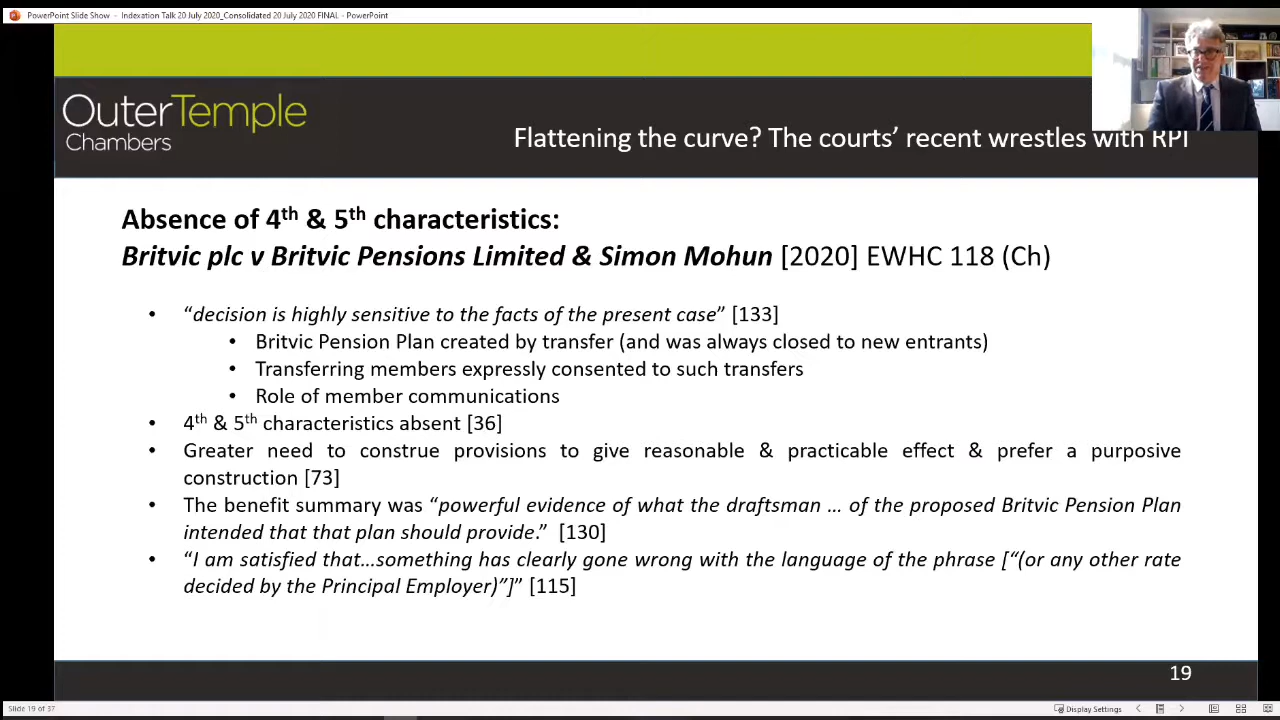 PowerPoint Slide Show - Indexation Talk 20 July 2020_Consolidated 20 July 2020 FINAL - PowerPoint
OuterTemple
Chambers
Flattening the curve? The courts’ recent wrestles with RPI
Absence of 4th & 5th characteristics:
Britvic plc v Britvic Pensions Limited & Simon Mohun [2020] EWHC 118 (Ch)
• “decision is highly sensitive to the facts of the present case” [133]
• Britvic Pension Plan created by transfer (and was always closed to new entrants)
• Transferring members expressly consented to such transfers
• Role of member communications
• 4th & 5th characteristics absent [36]
• Greater need to construe provisions to give reasonable & practicable effect & prefer a purposive
construction [73]
• The benefit summary was “powerful evidence of what the draftsman … of the proposed Britvic Pension Plan
intended that that plan should provide.” [130]
• “I am satisfied that...something has clearly gone wrong with the language of the phrase [“(or any other rate
decided by the Principal Employer)”]” [115]
19
Slide 19 of 37
Display Settings